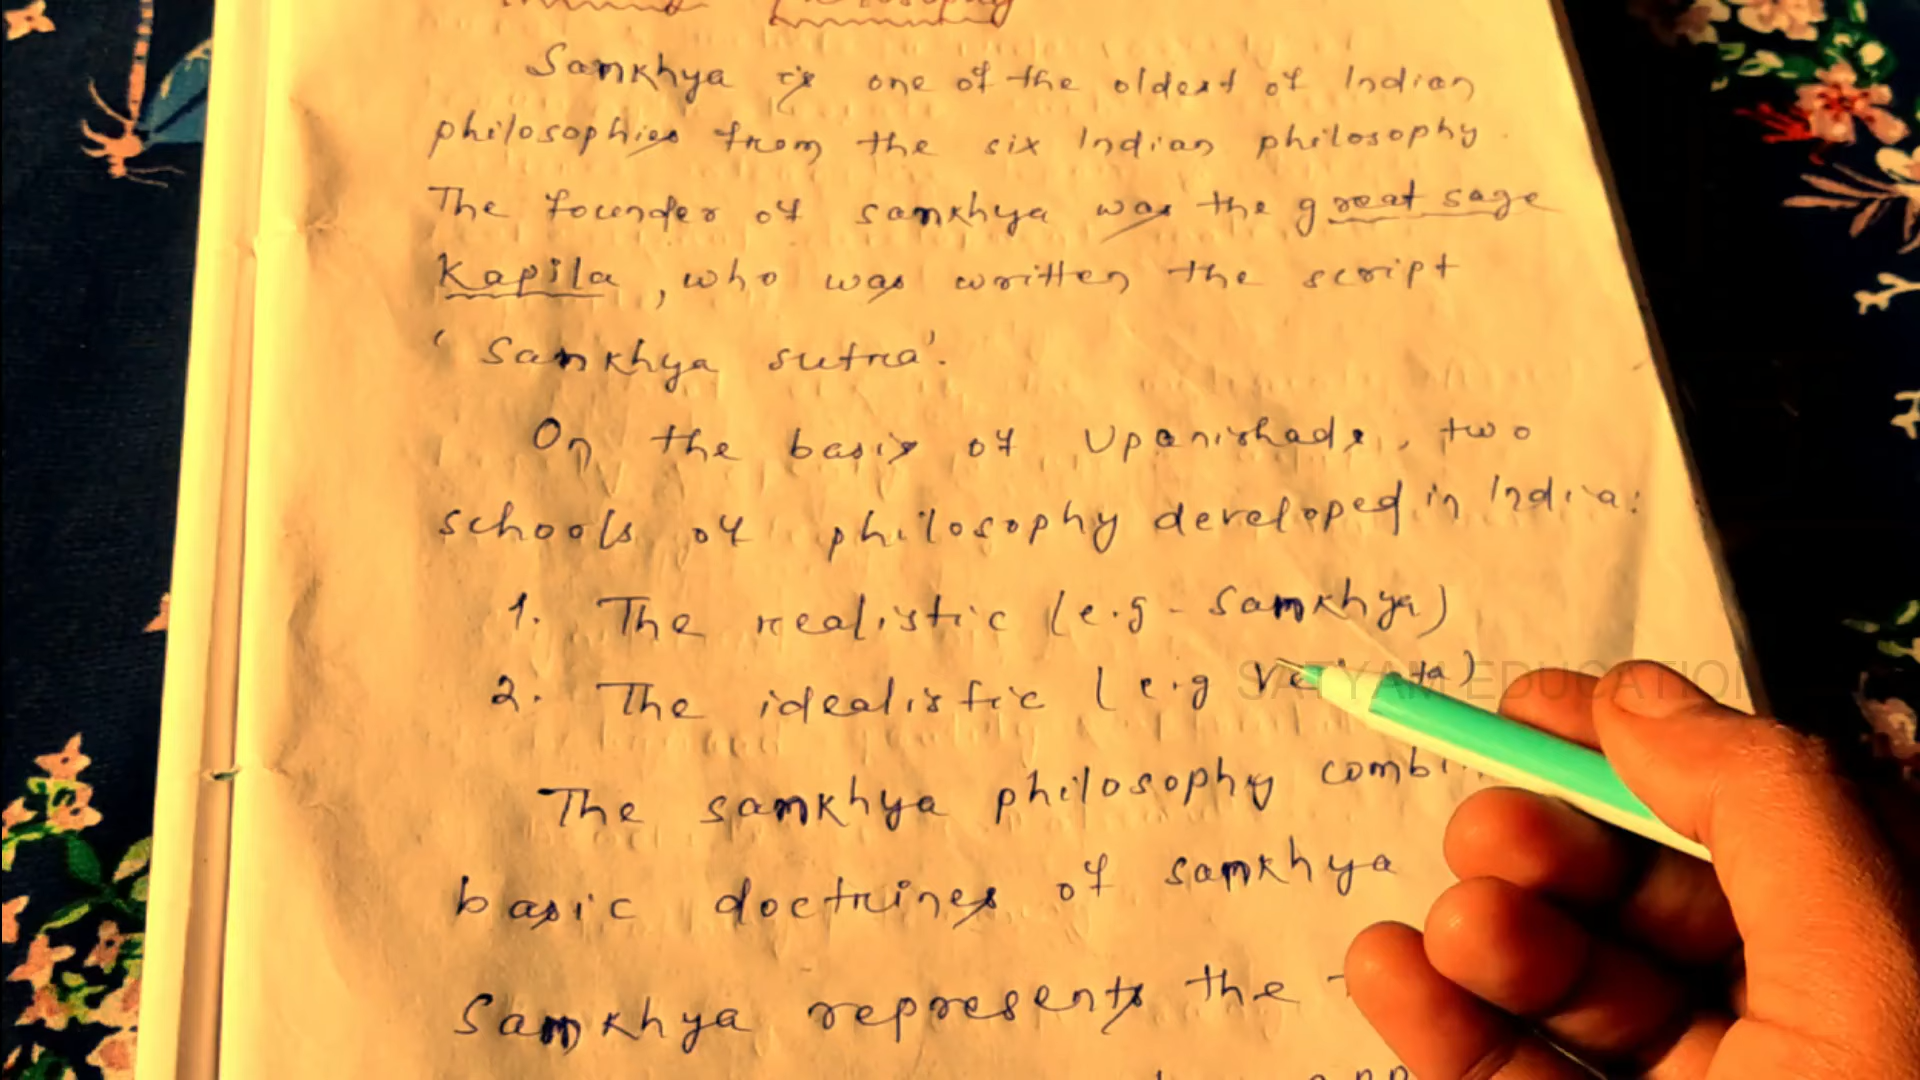 Samkhya is one of the oldest of Indian
philosophies from the six Indian philosophy.
The founder of samkhya was the great sage
Kapila, who was written the script
'Samkhya sutra'.
On the basis of Upanishads, two
schools of philosophy developed in India:
1. The realistic (e.g - Samkhya)
2. The idealistic (e.g
SATYAM EDUCATION
The samkhya philosophy
basic doctrines of samkhya
Samkhya represents the